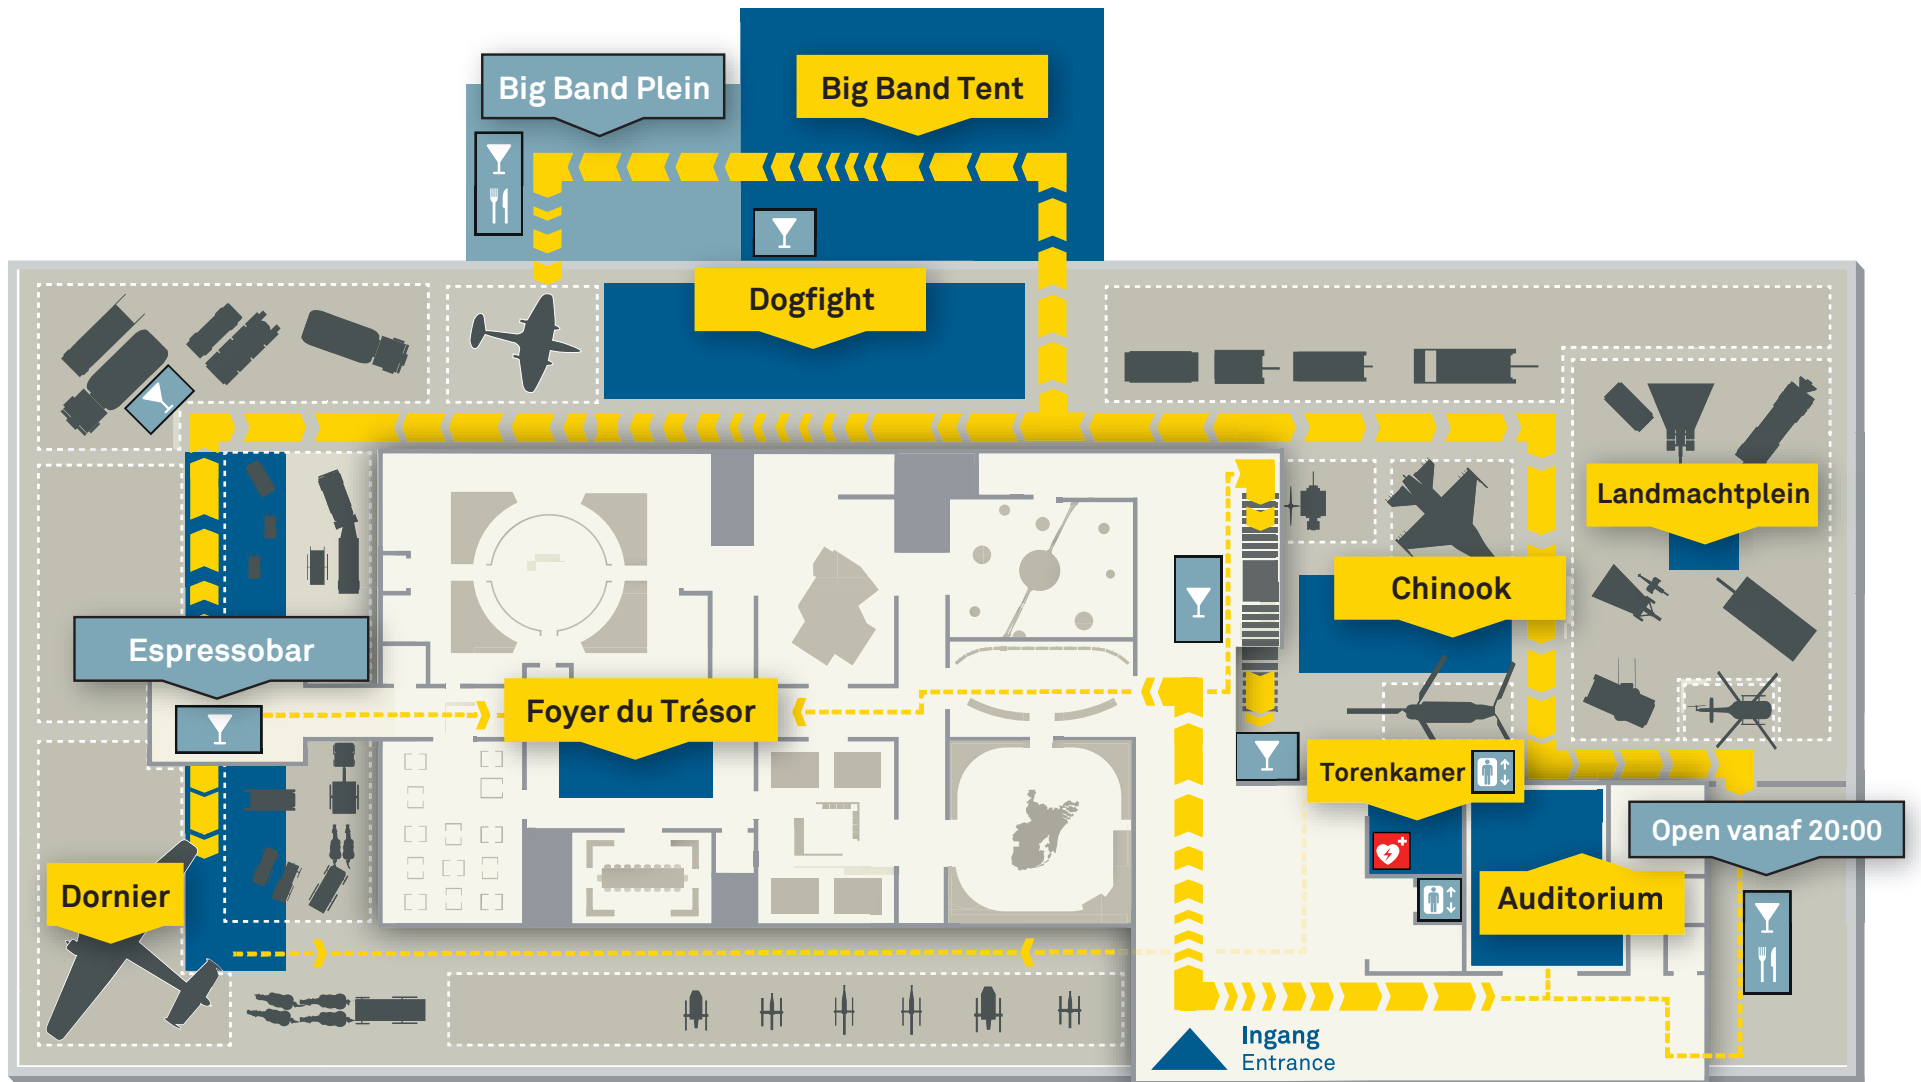 Big Band Plein
Big Band Tent
Dogfight
Landmachtplein
Chinook
Espressobar
Foyer du Trésor
Torenkamer
Open vanaf 20:00
Dornier
Auditorium
Ingang
Entrance